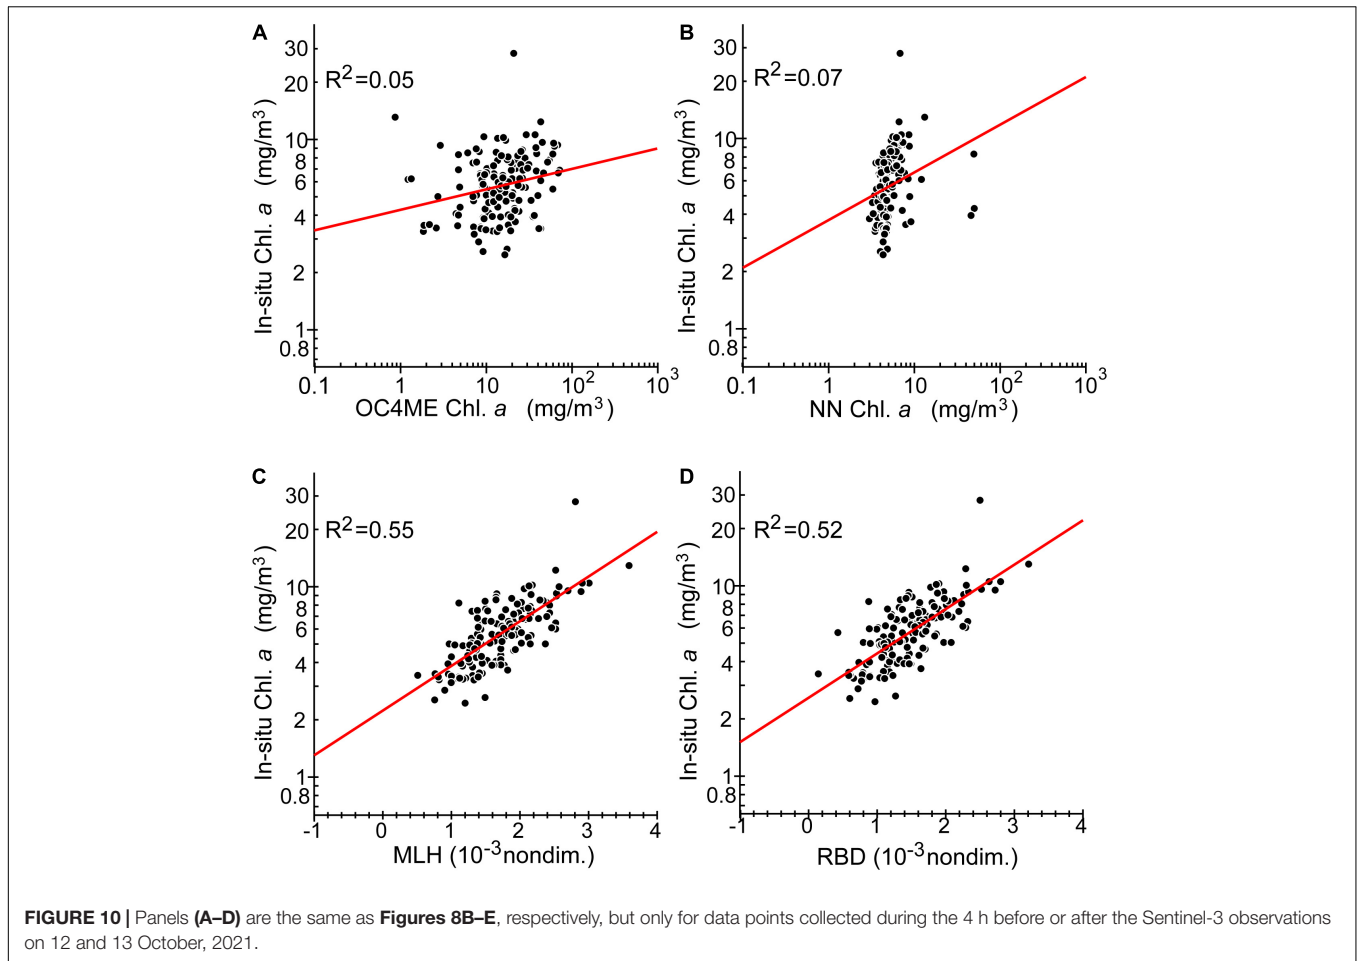 A
R²=0.05
In-situ Chl. a (mg/m³)
30
20
10
8
6
4
2
1
0.8
0.1 1 10 10² 10³
OC4ME Chl. a (mg/m³)
B
R²=0.07
In-situ Chl. a (mg/m³)
30
20
10
8
6
4
2
1
0.8
0.1 1 10 100 10³
NN Chl. a (mg/m³)
C
R²=0.55
In-situ Chl. a (mg/m³)
30
20
10
8
6
4
2
1
0.8
-1 0 1 2 3 4
MLH (10⁻³nondim.)
D
R²=0.52
In-situ Chl. a (mg/m³)
30
20
10
8
6
4
2
1
0.8
-1 0 1 2 3 4
RBD (10⁻³nondim.)
FIGURE 10 | Panels (A–D) are the same as Figures 8B–E, respectively, but only for data points collected during the 4 h before or after the Sentinel-3 observations
on 12 and 13 October, 2021.